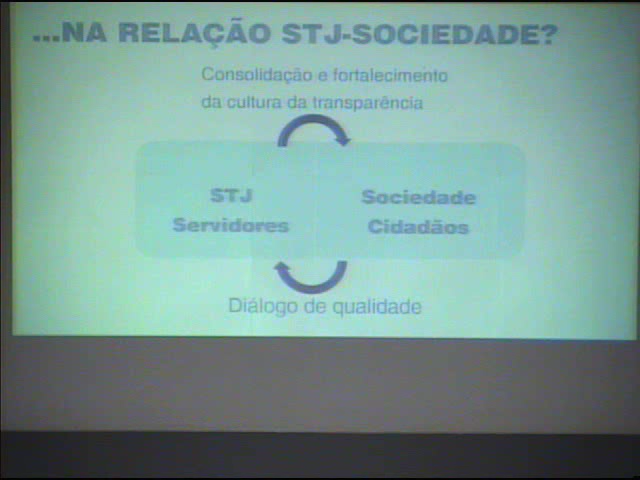 ...NA RELAÇÃO STJ-SOCIEDADE?
Consolidação e fortalecimento
da cultura da transparência
STJ
Servidores
Sociedade
Cidadãos
Diálogo de qualidade